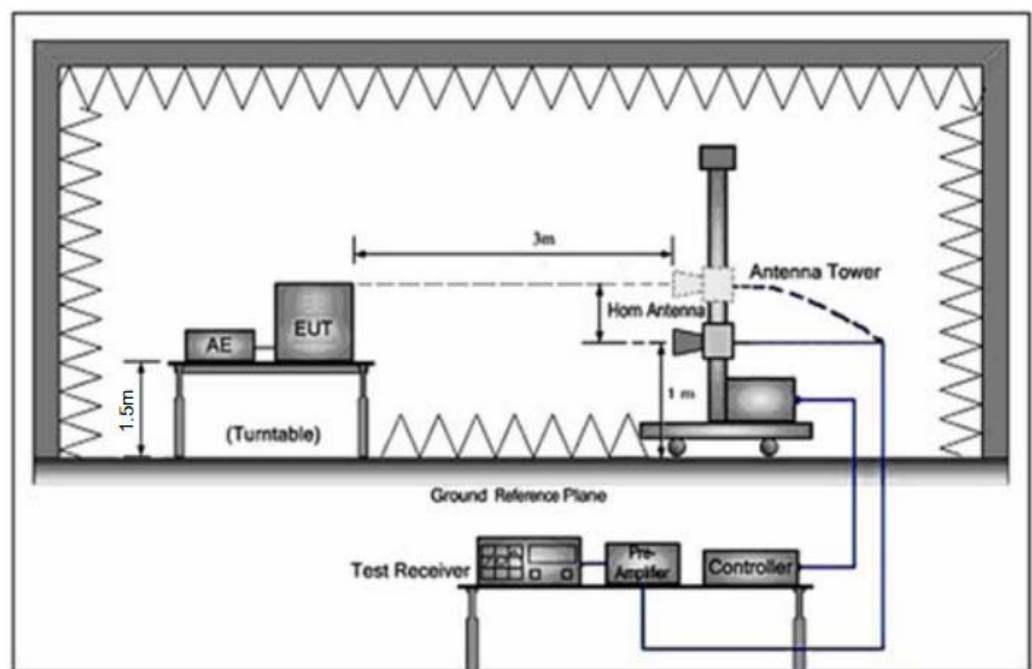 3m
Antenna Tower
Horn Antenna
EUT
AE
1.5m
1 m
(Turntable)
Ground Reference Plane
Test Receiver
Pre-
Amplifier
Controller